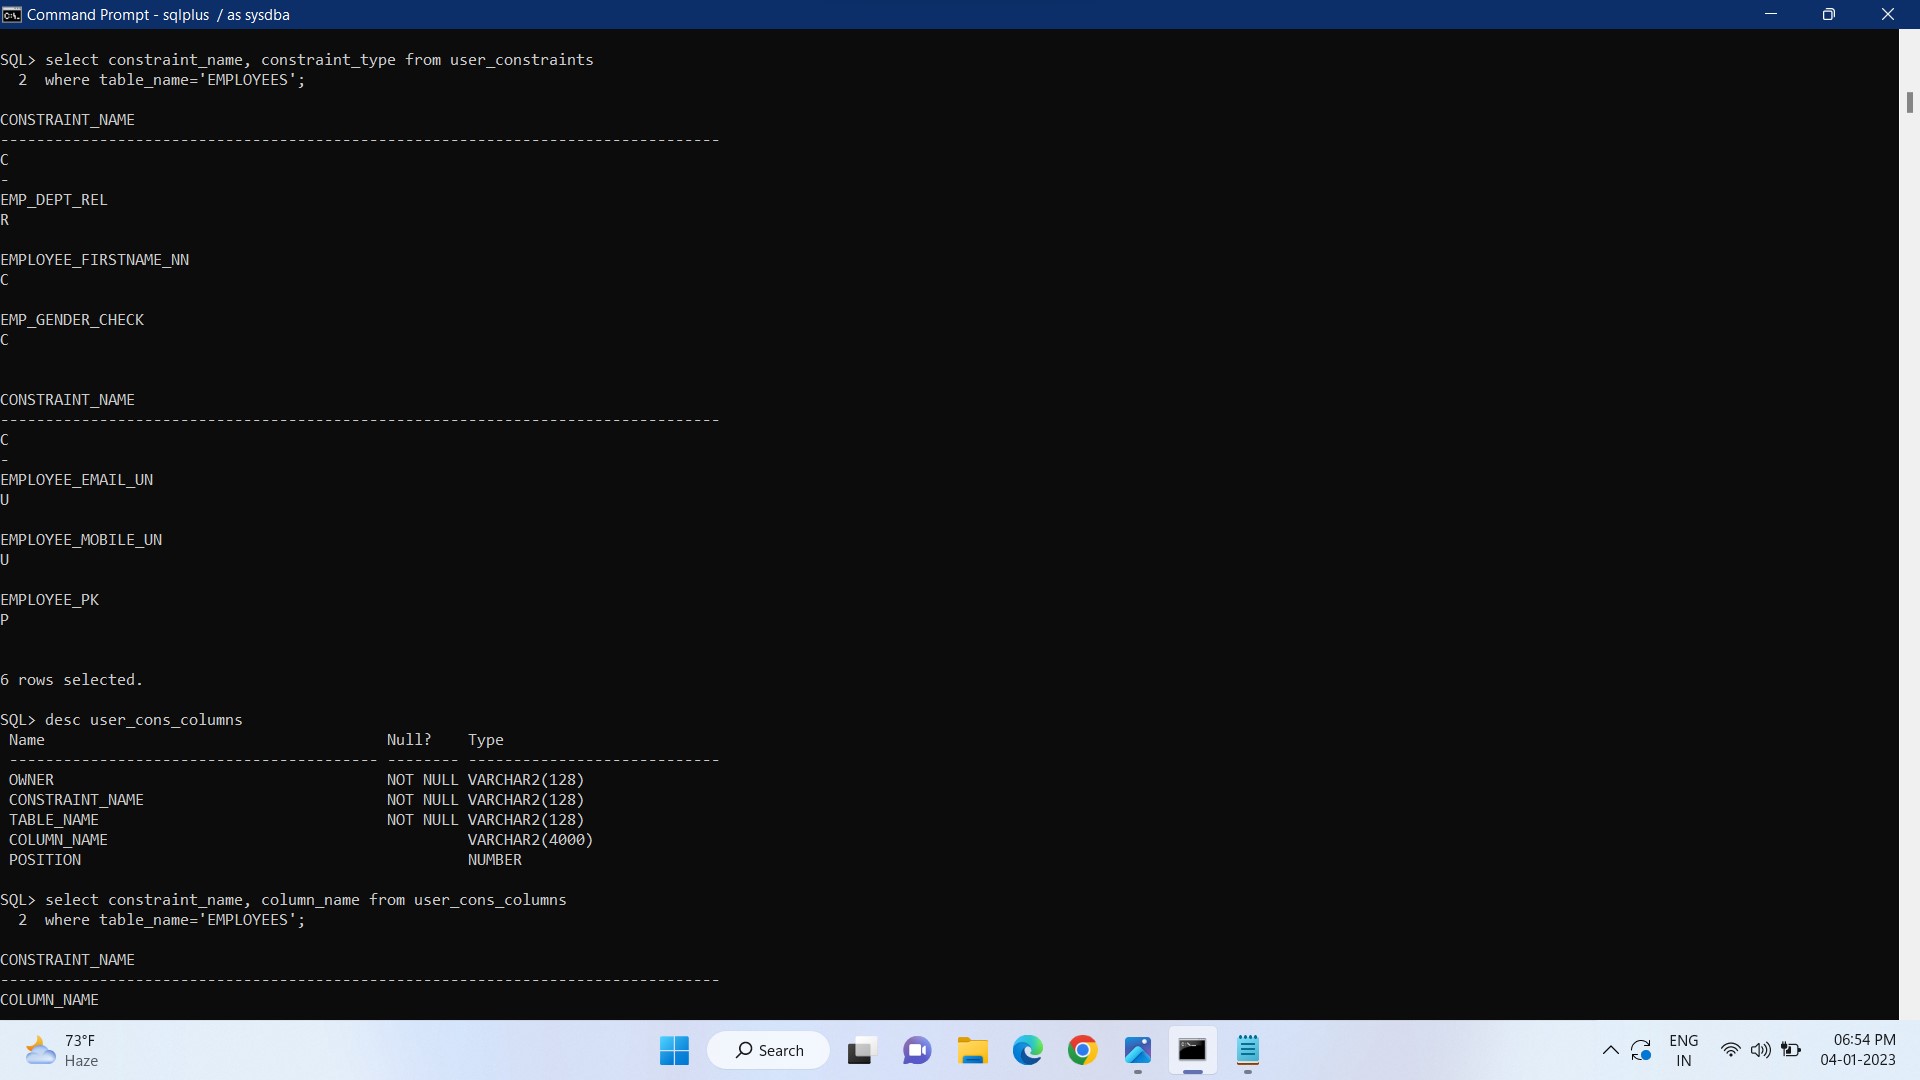 Command Prompt - sqlplus  / as sysdba
SQL> select constraint_name, constraint_type from user_constraints
  2  where table_name='EMPLOYEES';
CONSTRAINT_NAME
--------------------------------------------------------------------------------
C
-
EMP_DEPT_REL
R
EMPLOYEE_FIRSTNAME_NN
C
EMP_GENDER_CHECK
C
CONSTRAINT_NAME
--------------------------------------------------------------------------------
C
-
EMPLOYEE_EMAIL_UN
U
EMPLOYEE_MOBILE_UN
U
EMPLOYEE_PK
P
6 rows selected.
SQL> desc user_cons_columns
 Name                                      Null?    Type
 ----------------------------------------- -------- ----------------------------
 OWNER                                     NOT NULL VARCHAR2(128)
 CONSTRAINT_NAME                           NOT NULL VARCHAR2(128)
 TABLE_NAME                                NOT NULL VARCHAR2(128)
 COLUMN_NAME                                        VARCHAR2(4000)
 POSITION                                           NUMBER
SQL> select constraint_name, column_name from user_cons_columns
  2  where table_name='EMPLOYEES';
CONSTRAINT_NAME
--------------------------------------------------------------------------------
COLUMN_NAME
73°F
Haze
Search
ENG
IN
06:54 PM
04-01-2023